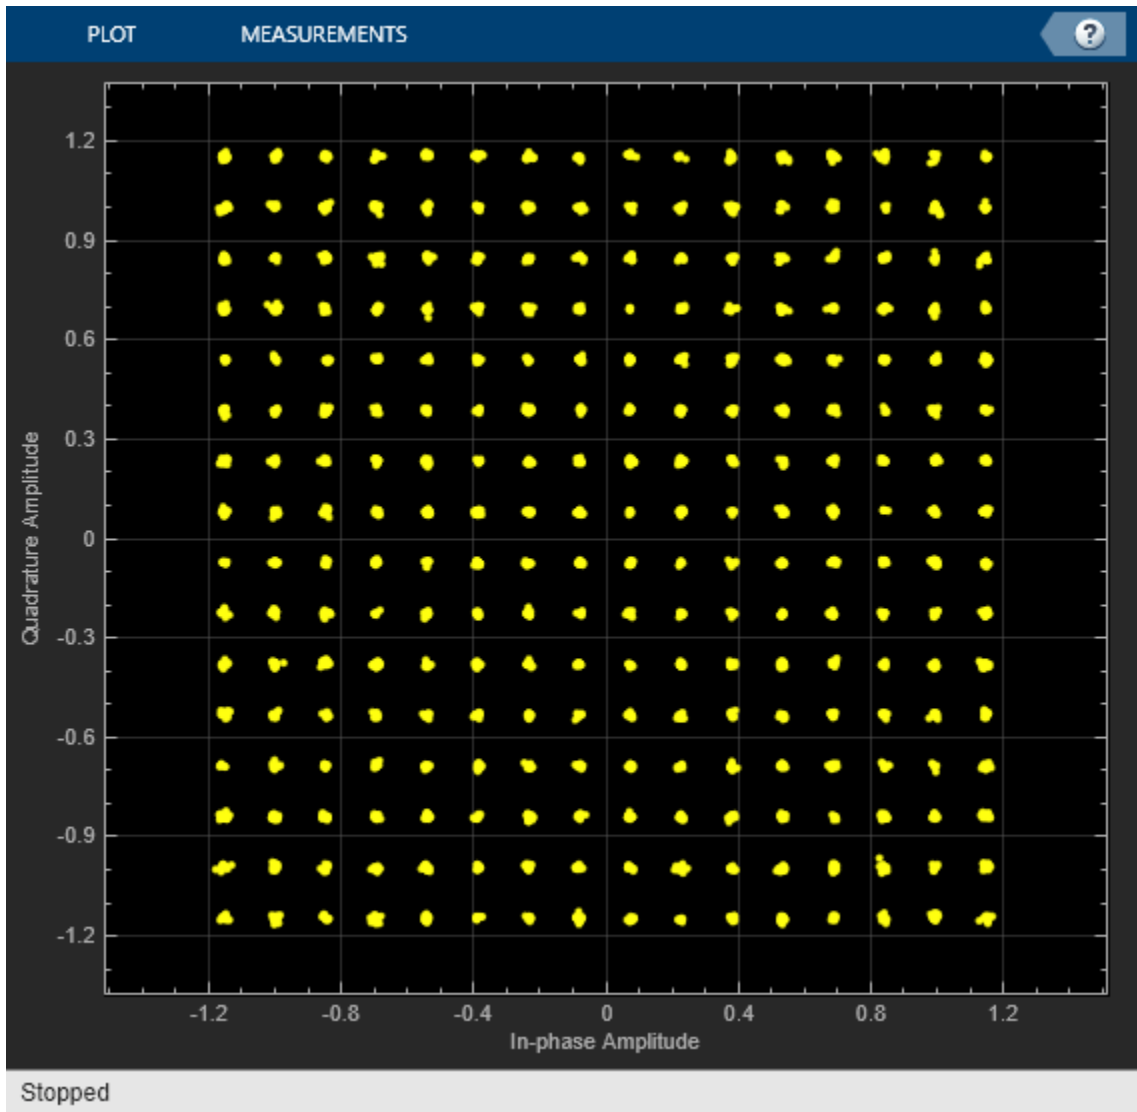 PLOT MEASUREMENTS ?
Quadrature Amplitude
1.2
0.9
0.6
0.3
0
-0.3
-0.6
-0.9
-1.2
-1.2 -0.8 -0.4 0 0.4 0.8 1.2
In-phase Amplitude
Stopped